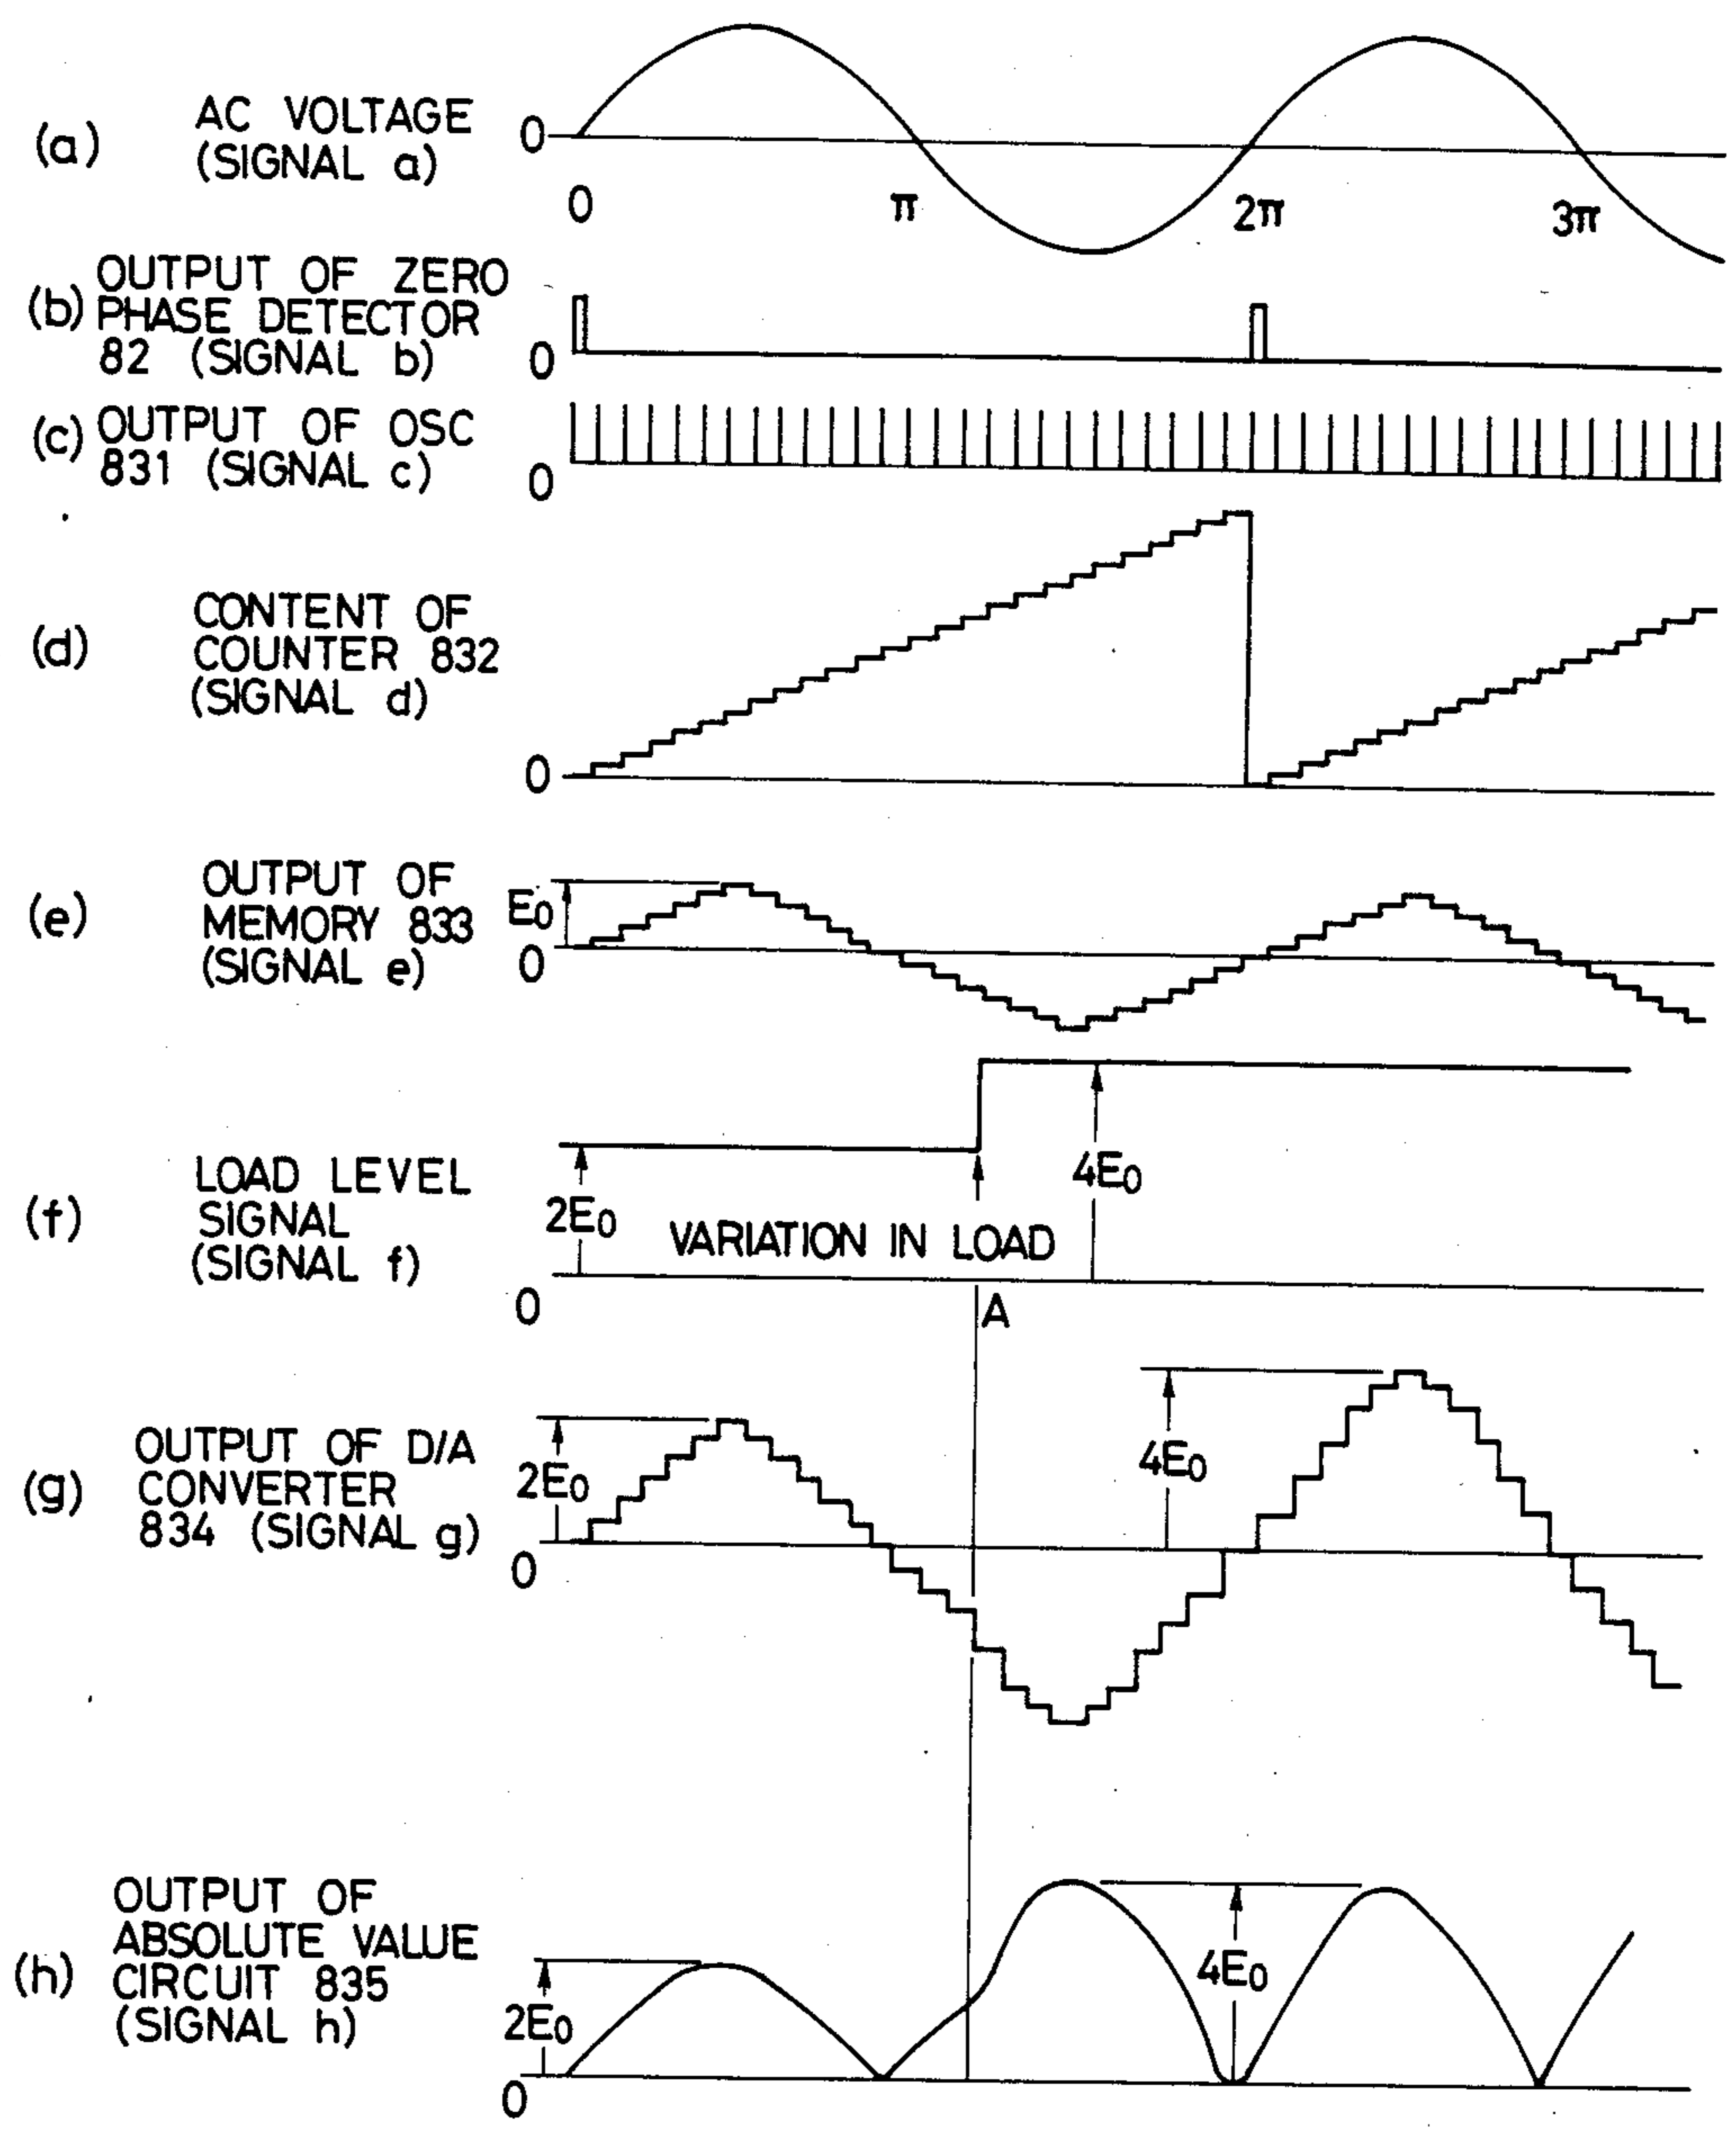 (a) AC VOLTAGE
(SIGNAL a)
0
0 π 2π 3π
(b) OUTPUT OF ZERO
PHASE DETECTOR
82 (SIGNAL b)
0
(c) OUTPUT OF OSC
831 (SIGNAL c)
0
(d) CONTENT OF
COUNTER 832
(SIGNAL d)
0
(e) OUTPUT OF
MEMORY 833
(SIGNAL e)
E0
0
(f) LOAD LEVEL
SIGNAL
(SIGNAL f)
2E0
4E0
VARIATION IN LOAD
0
A
(g) OUTPUT OF D/A
CONVERTER
834 (SIGNAL g)
2E0
4E0
0
(h) OUTPUT OF
ABSOLUTE VALUE
CIRCUIT 835
(SIGNAL h)
2E0
4E0
0